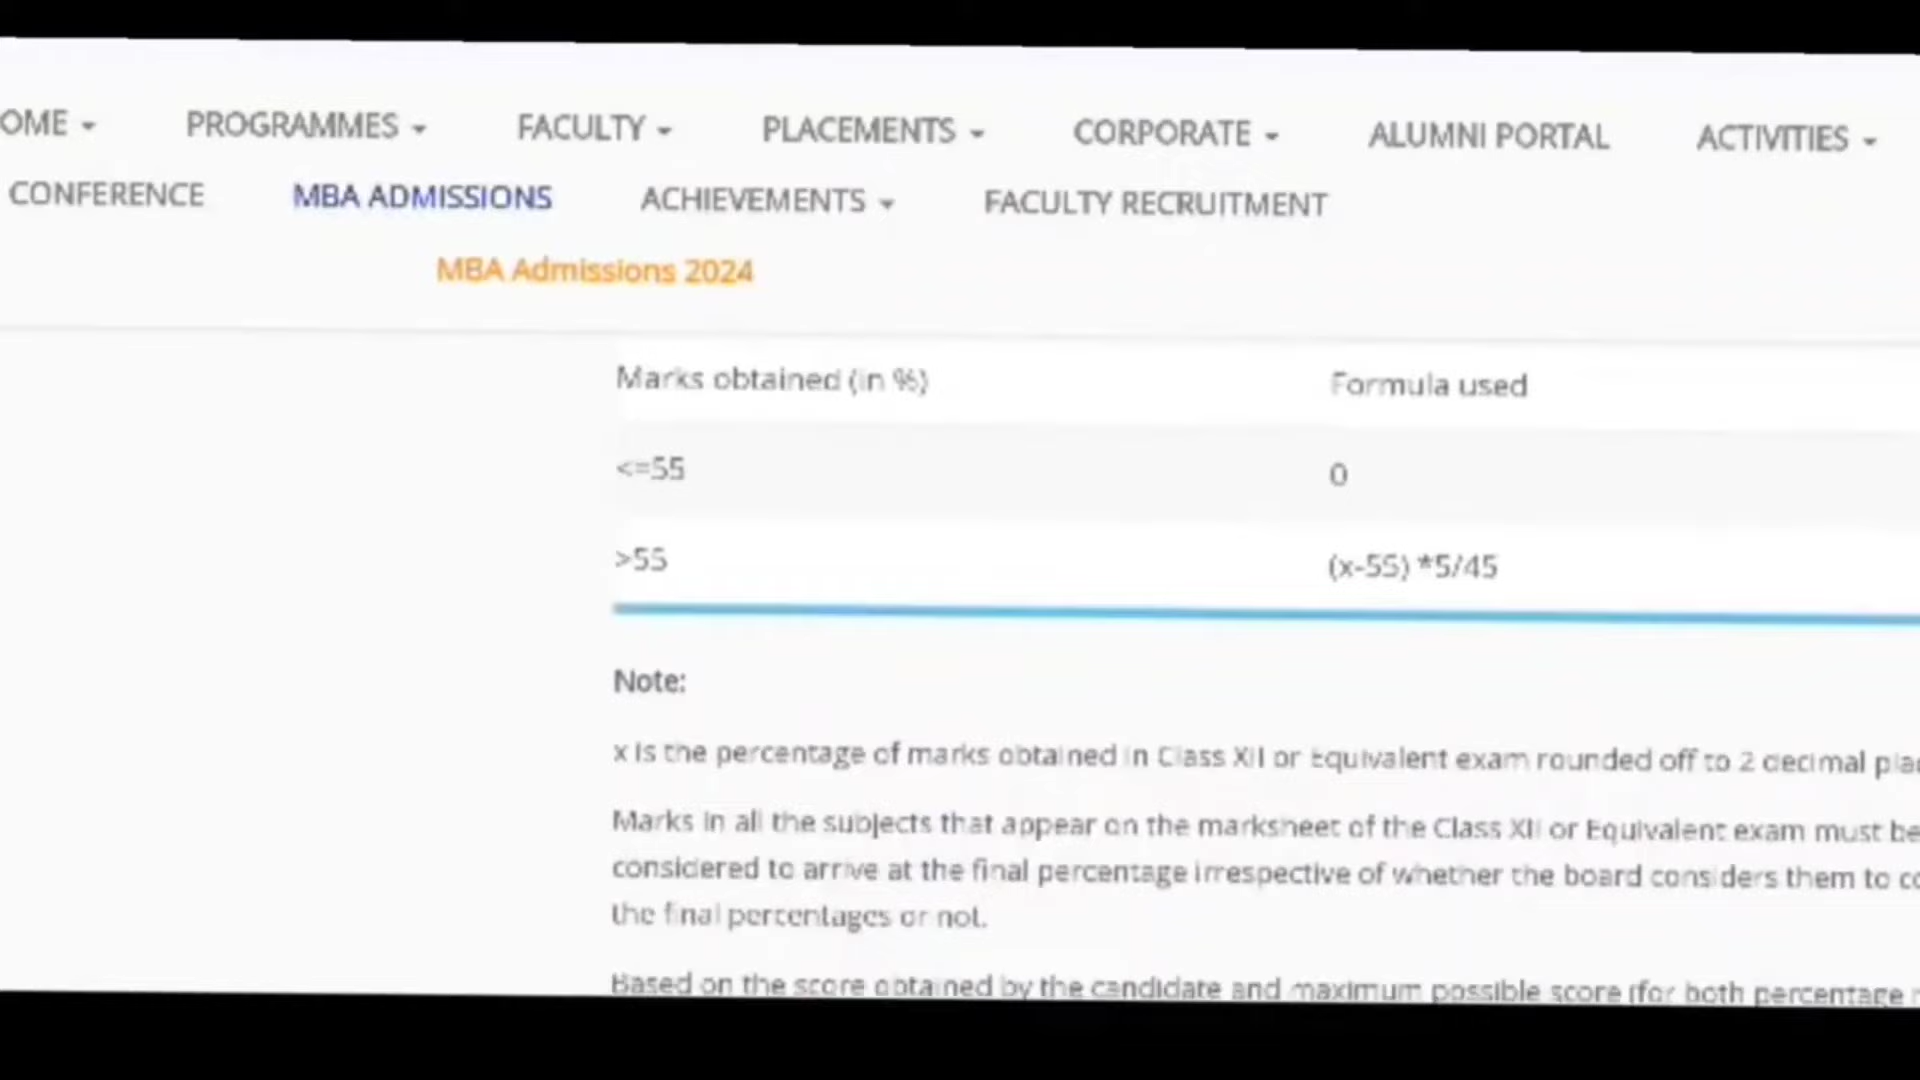 OME PROGRAMMES FACULTY PLACEMENTS CORPORATE ALUMNI PORTAL ACTIVITIES
CONFERENCE MBA ADMISSIONS ACHIEVEMENTS FACULTY RECRUITMENT
MBA Admissions 2024
Marks obtained (in %) Formula used
<=55 0
>55 (x-55) *5/45
Note:
x is the percentage of marks obtained in Class XII or Equivalent exam rounded off to 2 decimal
Marks in all the subjects that appear on the marksheet of the Class XII or Equivalent exam must be
considered to arrive at the final percentage irrespective of whether the board considers them to
the final percentages or not.
Based on the score obtained by the candidate and maximum possible score (for both percentage